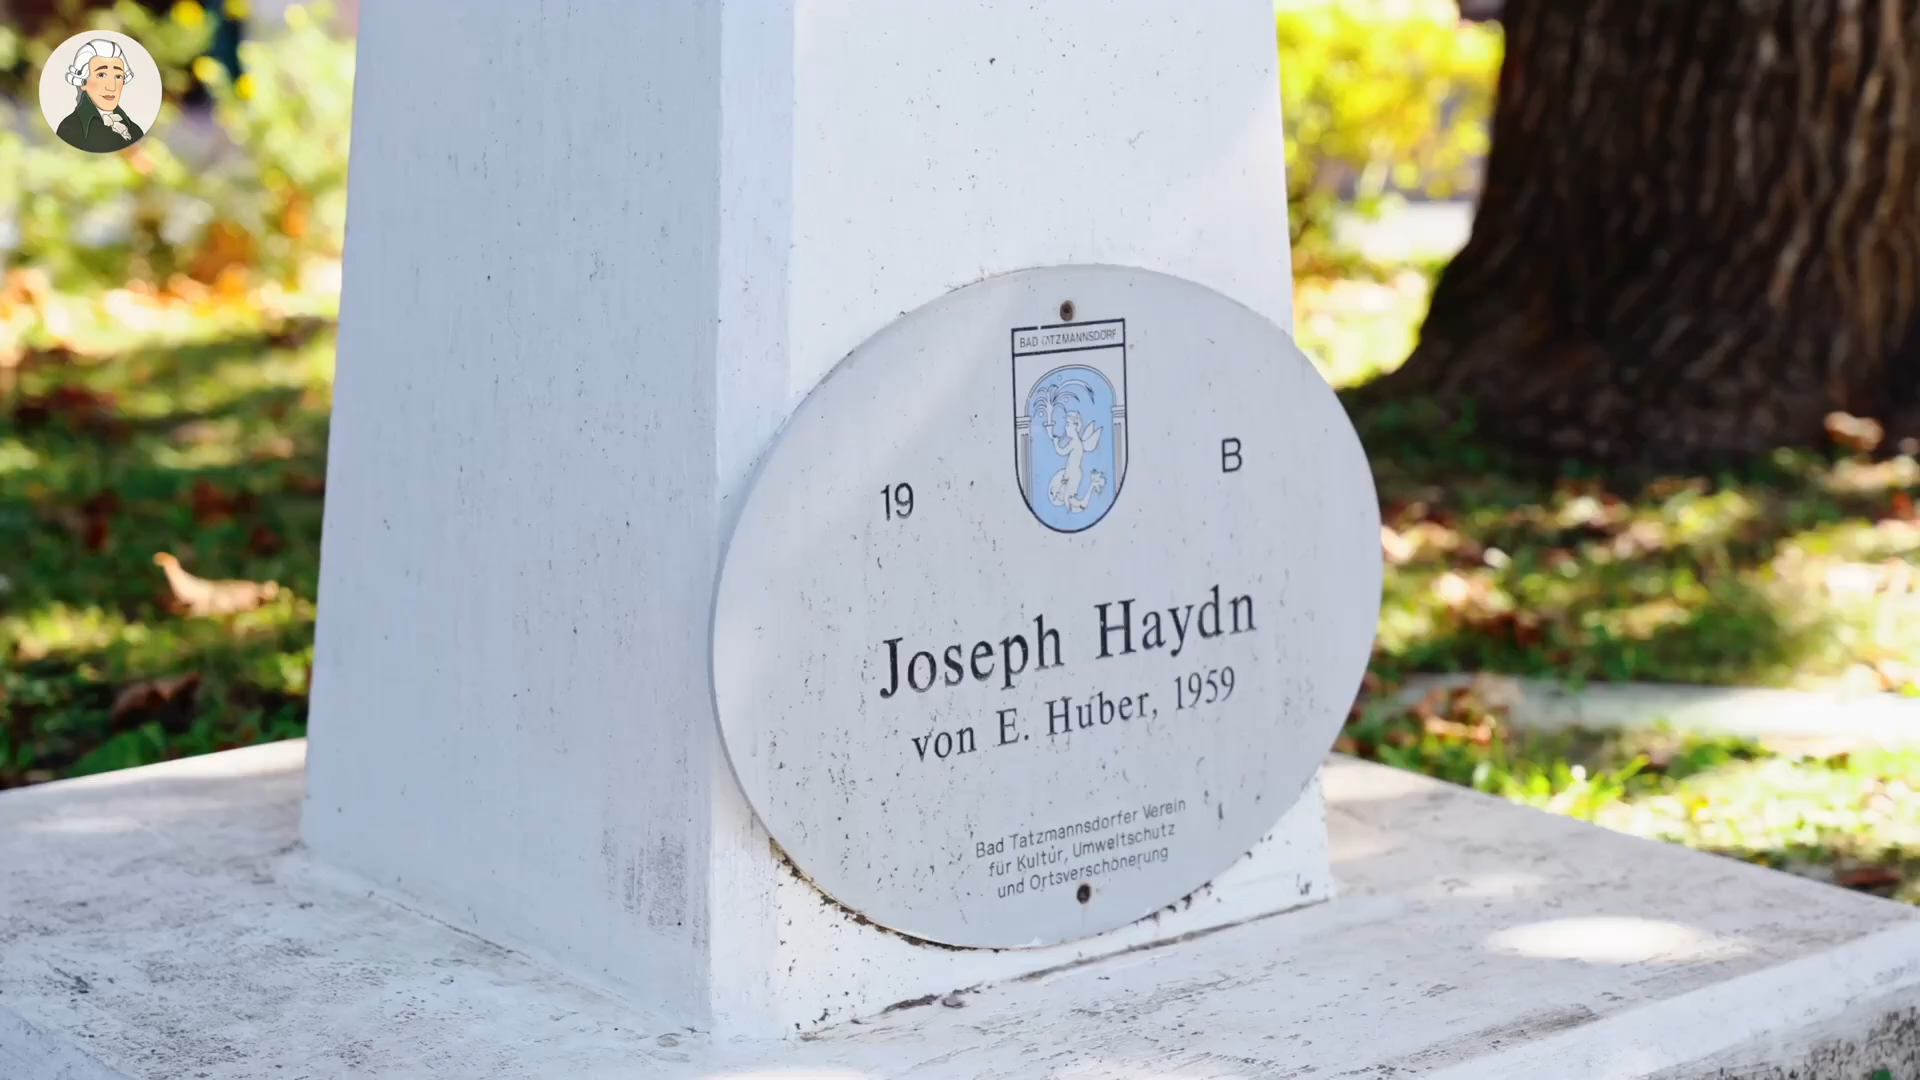 BAD TATZMANNSDORF
19
B
Joseph Haydn
von E. Huber, 1959
Bad Tatzmannsdorfer Verein
für Kultur, Umweltschutz
und Ortsverschönerung